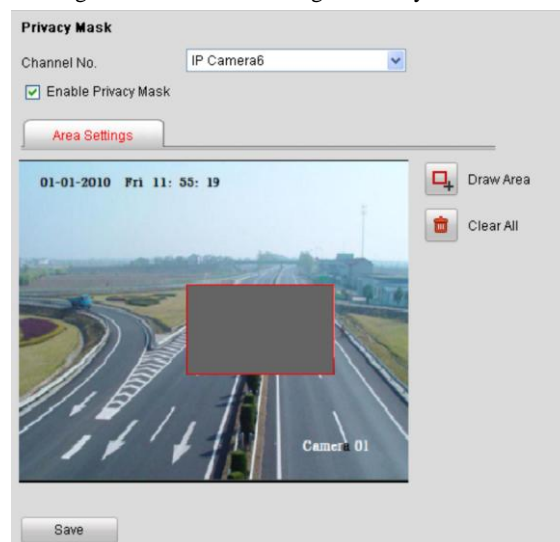 Privacy Mask
Channel No. IP Camera6
Enable Privacy Mask
Area Settings
01-01-2010 Fri 11: 55: 19
Draw Area
Clear All
Camera 01
Save